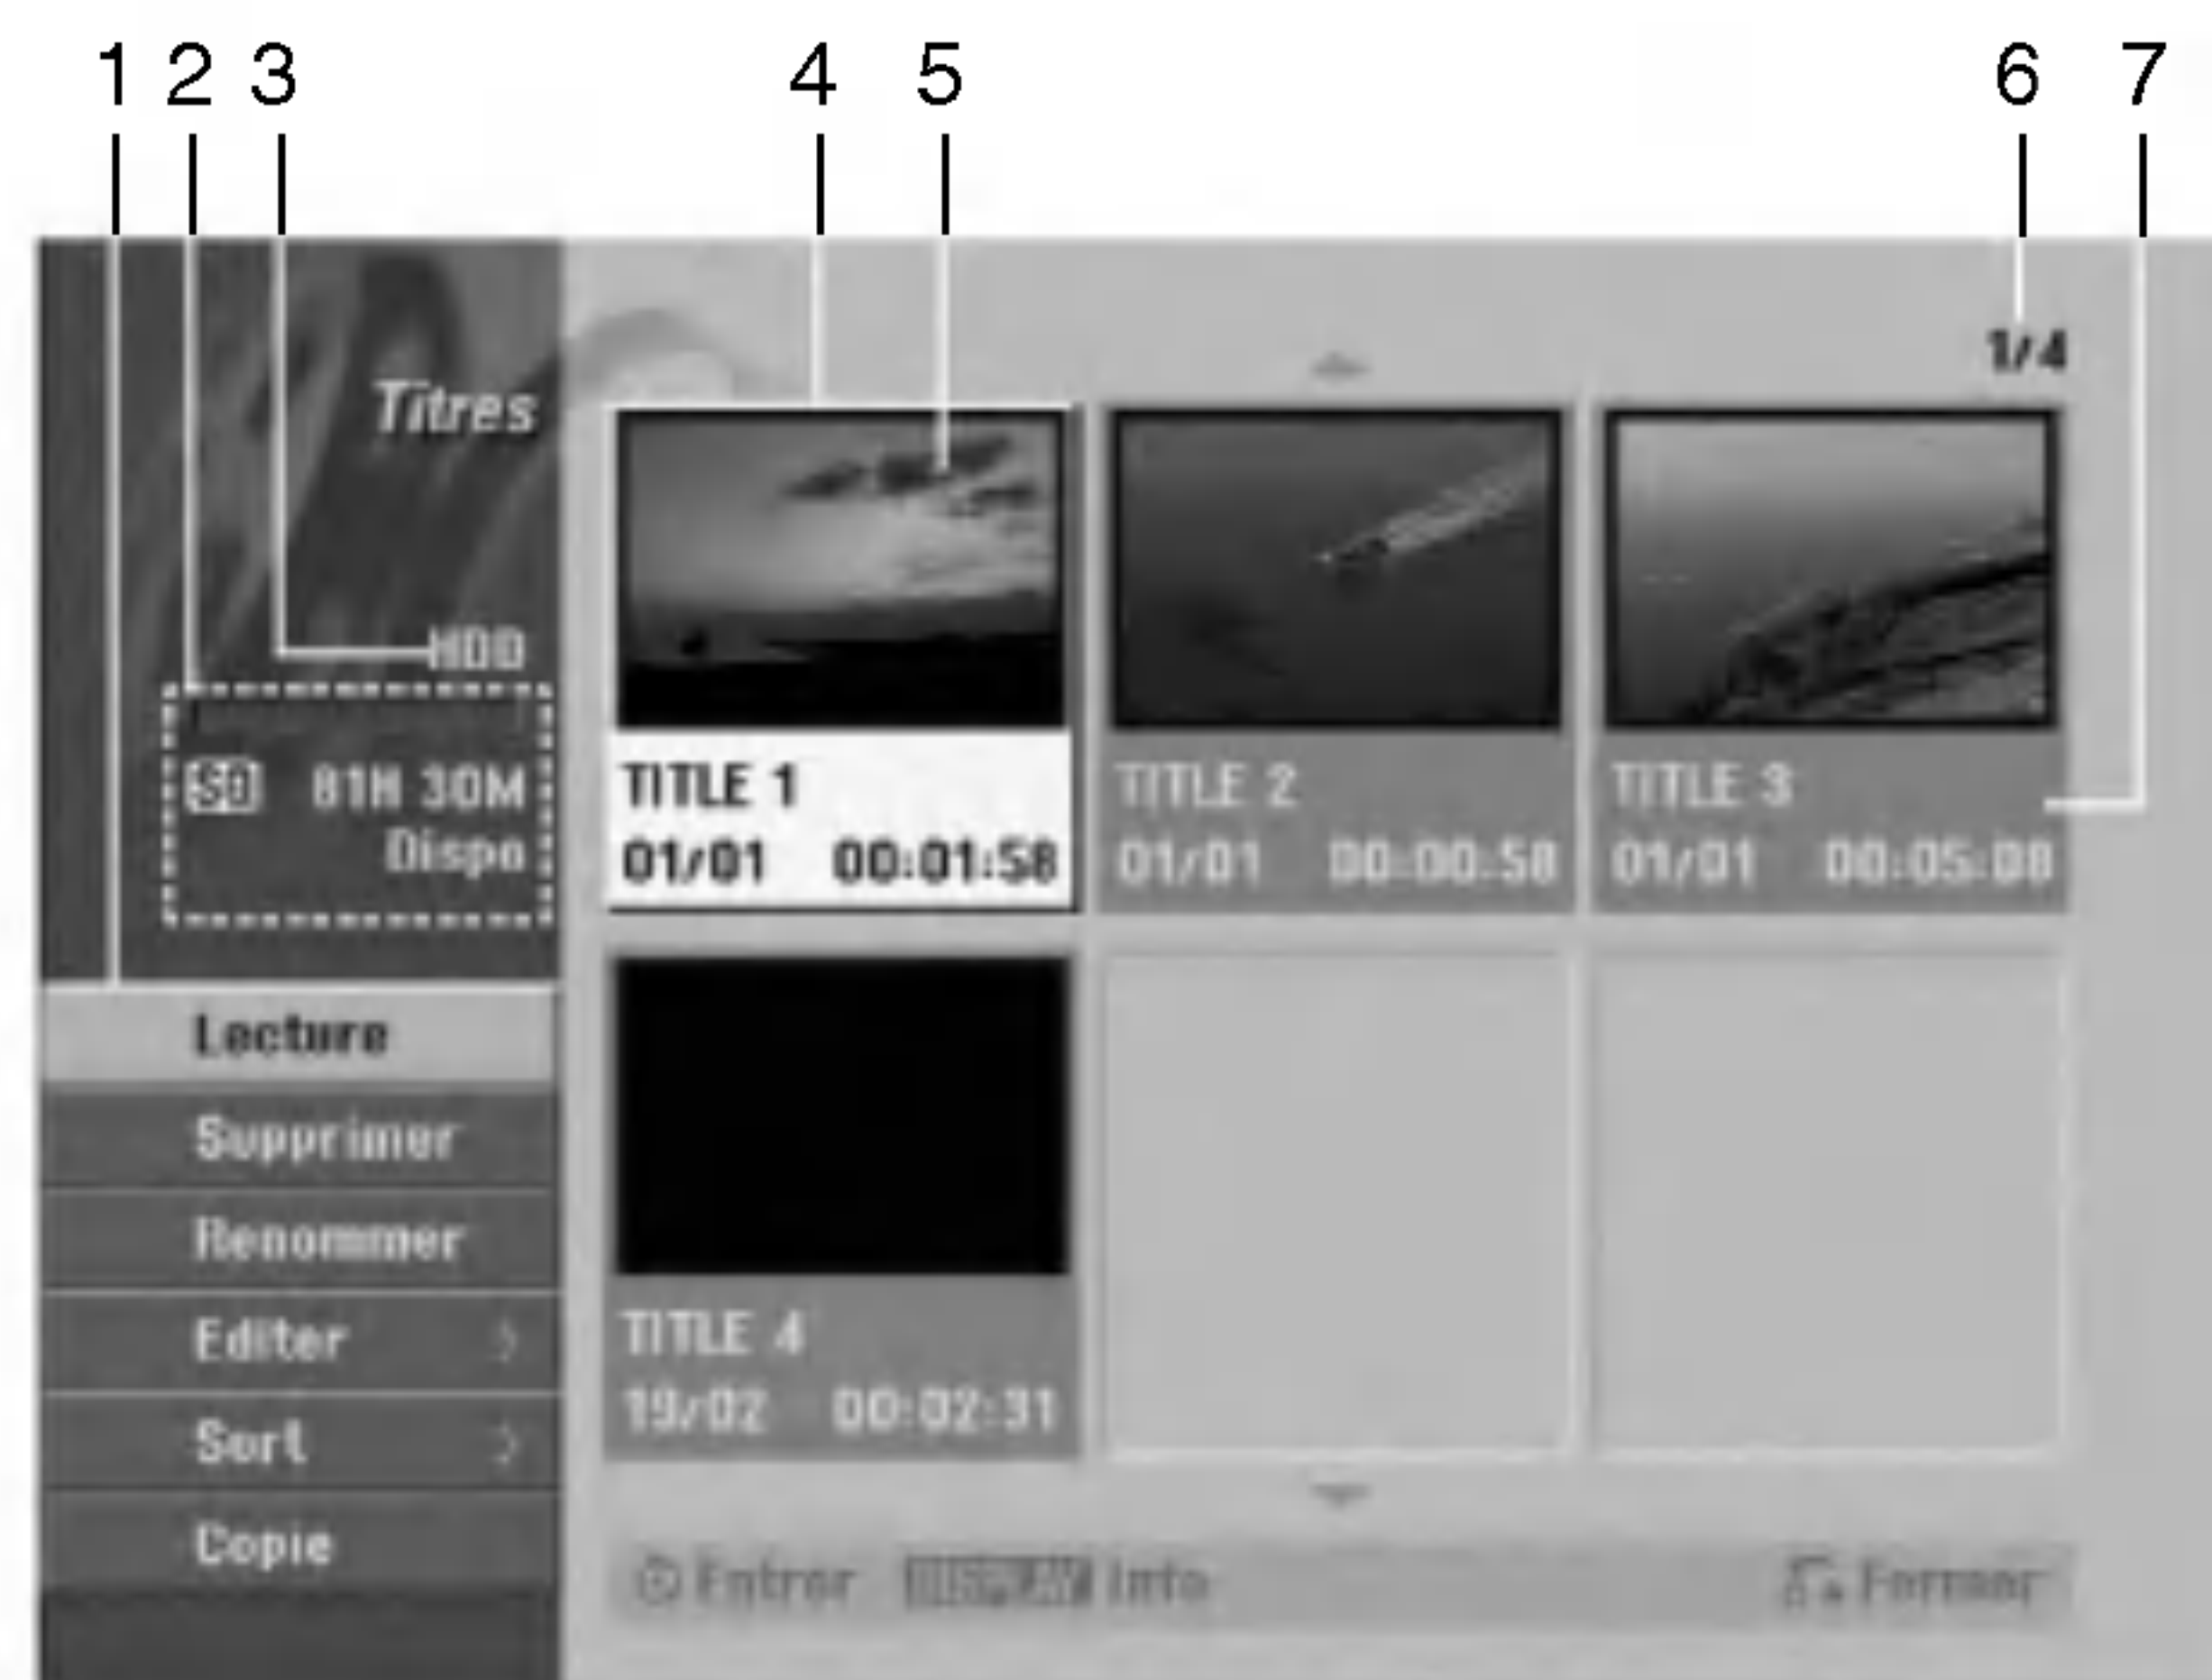 1 2 3 4 5 6 7
1/4
Titres
HDD
SQ 81H 30M
Dispo
TITLE 1
01/01 00:01:58
TITLE 2
01/01 00:00:58
TITLE 3
01/01 00:05:08
TITLE 4
19/02 00:02:31
Lecture
Supprimer
Renommer
Editer
Sort
Copie
Entrer DISPLAY Info
Fermer